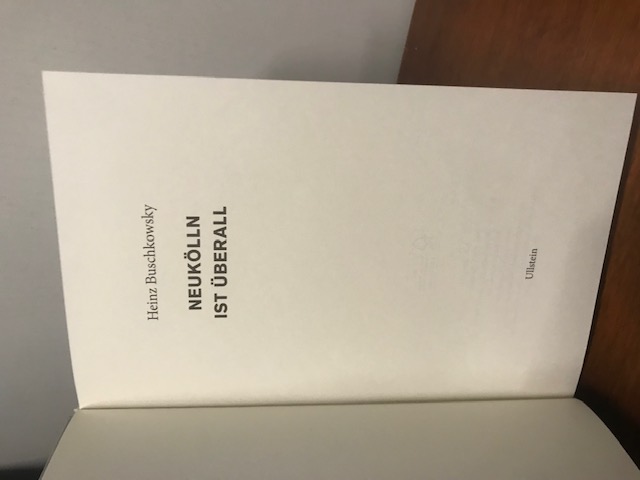 Heinz Buschkowsky
NEUKÖLLN
IST ÜBERALL
Ullstein